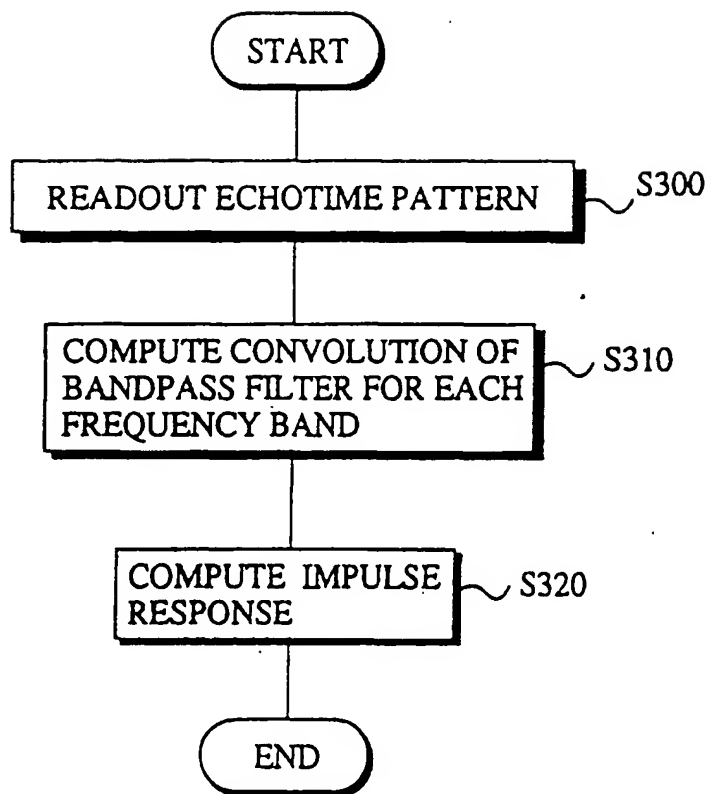 START
READOUT ECHOTIME PATTERN
S300
COMPUTE CONVOLUTION OF
BANDPASS FILTER FOR EACH
FREQUENCY BAND
S310
COMPUTE IMPULSE
RESPONSE
S320
END